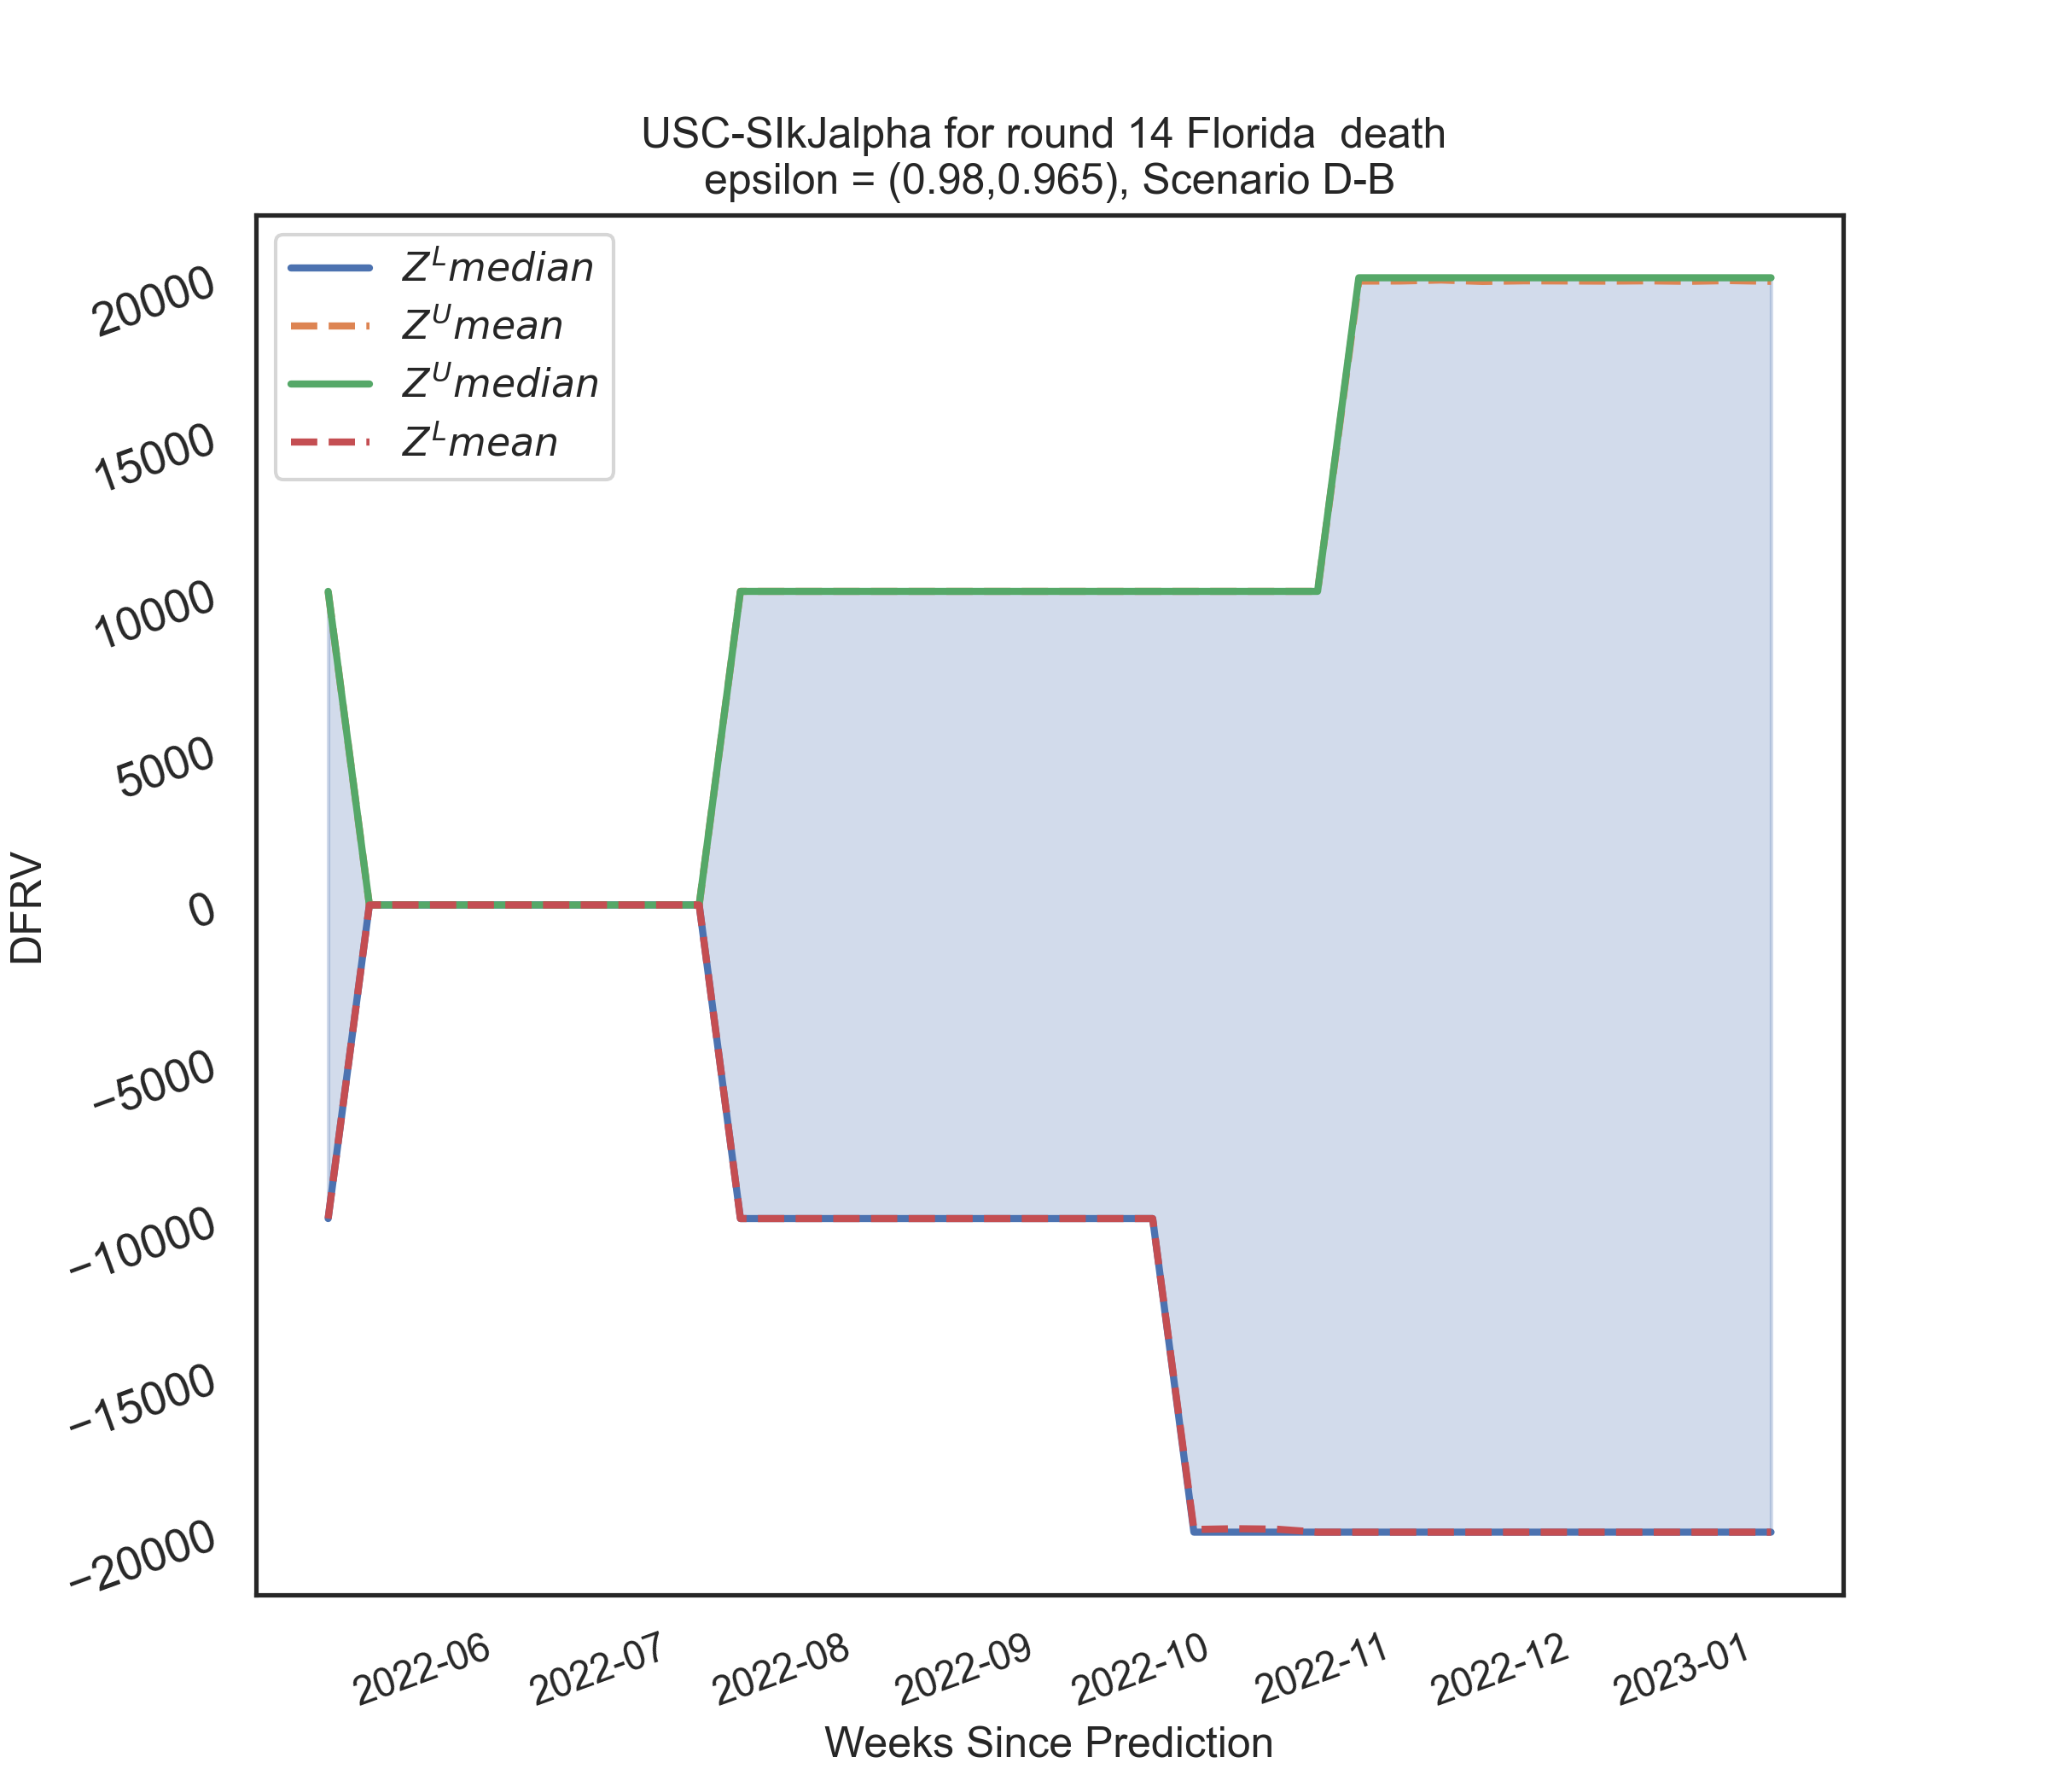 USC-SIkJalpha for round 14 Florida  death
epsilon = (0.98,0.965), Scenario D-B
Z^L median
Z^U mean
Z^U median
Z^L mean
20000
15000
10000
5000
0
−5000
−10000
−15000
−20000
DFRV
2022-06
2022-07
2022-08
2022-09
2022-10
2022-11
2022-12
2023-01
Weeks Since Prediction